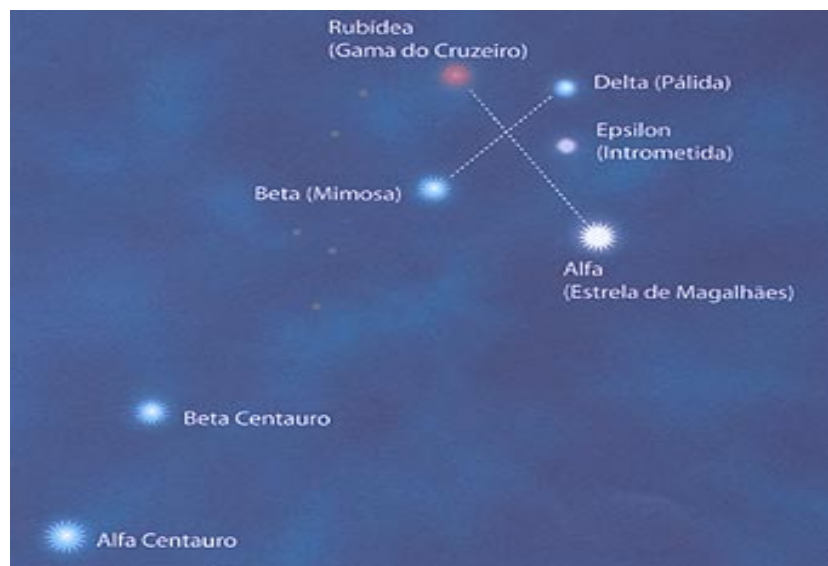 Rubídea
(Gama do Cruzeiro)
Delta (Pálida)
Epsilon
(Intrometida)
Beta (Mimosa)
Alfa
(Estrela de Magalhães)
Beta Centauro
Alfa Centauro